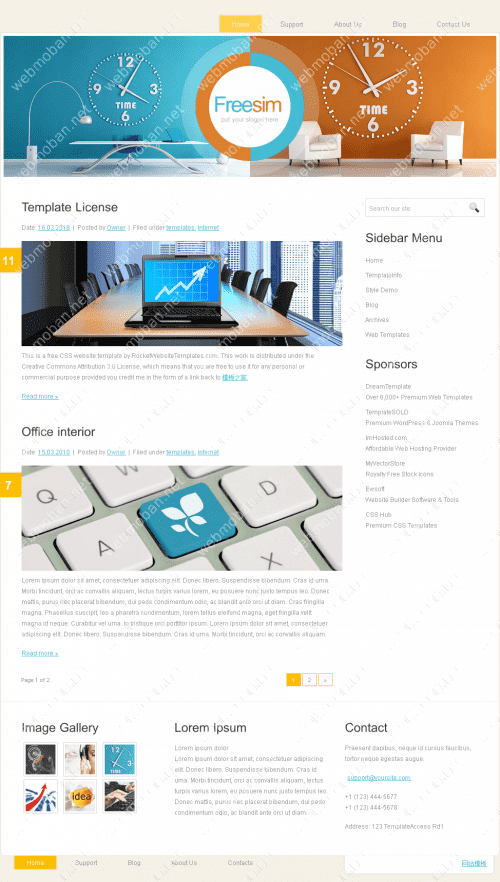 Home Support About Us Blog Contact Us
12
3
6
TIME
12
3
6
TIME
Freesim
put your slogan here
Template License
Date: 16.03.2010 | Posted by Owner | Filed under templates, internet
11
This is a free CSS website template by RocketWebsiteTemplates.com. This work is distributed under the
Creative Commons Attribution 3.0 License, which means that you are free to use it for any personal or
commercial purpose provided you credit me in the form of a link back to 模板之家.
Read more »
Office interior
Date: 15.03.2010 | Posted by Owner | Filed under templates, internet
7
Q W A X
Lorem ipsum dolor sit amet, consectetuer adipiscing elit. Donec libero. Suspendisse bibendum. Cras id urna.
Morbi tincidunt, orci ac convallis aliquam, lectus turpis varius lorem, eu posuere nunc justo tempus leo. Donec
mattis, purus nec placerat bibendum, dui pede condimentum odio, ac blandit ante orci ut diam. Cras fringilla
magna. Phasellus suscipit, leo a pharetra condimentum, lorem tellus eleifend magna, eget fringilla velit
magna id neque. Curabitur vel urna. In tristique orci porttitor ipsum. Lorem ipsum dolor sit amet, consectetuer
adipiscing elit. Donec libero. Suspendisse bibendum. Cras id urna. Morbi tincidunt, orci ac convallis aliquam.
Read more »
Page 1 of 2
1 2 »
Search our site:
Sidebar Menu
Home
TemplateInfo
Style Demo
Blog
Archives
Web Templates
Sponsors
DreamTemplate
Over 6,000+ Premium Web Templates
TemplateSOLD
Premium WordPress & Joomla Themes
ImHosted.com
Affordable Web Hosting Provider
MyVectorStore
Royalty Free Stock Icons
Evrsoft
Website Builder Software & Tools
CSS Hub
Premium CSS Templates
Image Gallery
12
3
6
idea
Lorem Ipsum
Lorem ipsum dolor
Lorem ipsum dolor sit amet, consectetuer
adipiscing elit. Donec libero. Suspendisse
bibendum. Cras id urna. Morbi tincidunt, orci ac
convallis aliquam, lectus turpis varius
lorem, eu posuere nunc justo tempus leo.
Donec mattis, purus nec placerat bibendum, dui
pede condimentum odio, ac blandit ante orci ut diam.
Contact
Praesent dapibus, neque id cursus faucibus,
tortor neque egestas augue.
support@yoursite.com
+1 (123) 444-5677
+1 (123) 444-5678
Address: 123 TemplateAccess Rd1
Home Support Blog About Us Contacts
网站模板
webmoban.net